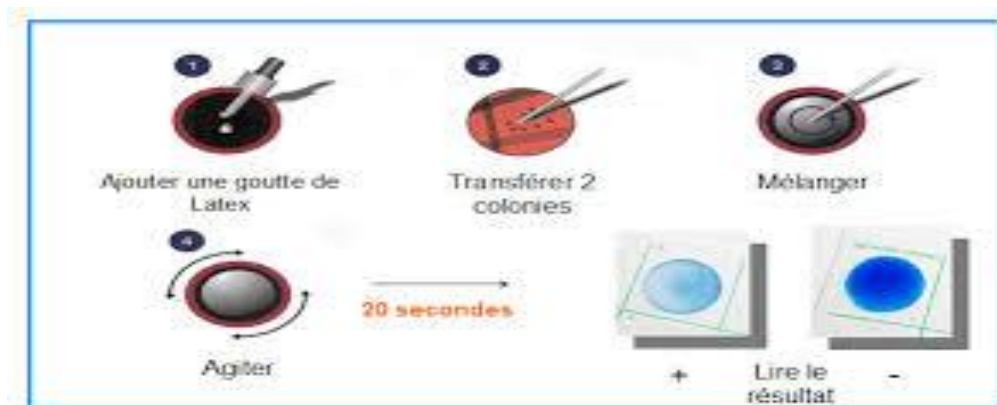 1
2
3
Ajouter une goutte de
Latex
Transférer 2
colonies
Mélanger
4
20 secondes
Agiter
+
Lire le
résultat
-